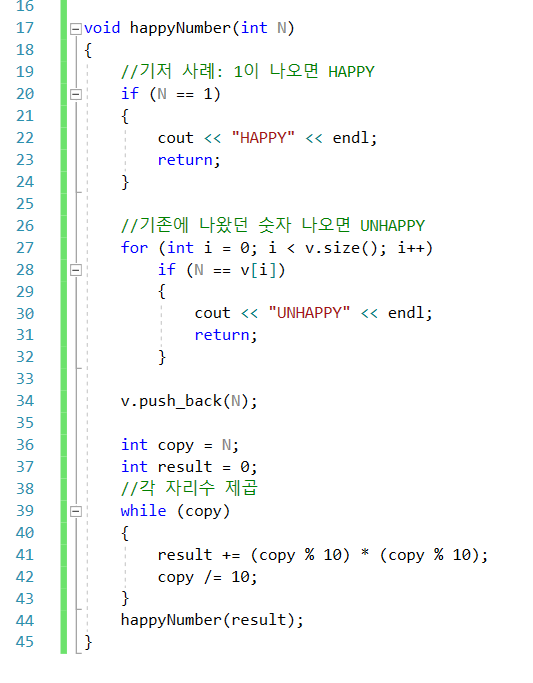 16
17 void happyNumber(int N)
18 {
19 //기저 사례: 1이 나오면 HAPPY
20 if (N == 1)
21 {
22 cout << "HAPPY" << endl;
23 return;
24 }
25
26 //기존에 나왔던 숫자 나오면 UNHAPPY
27 for (int i = 0; i < v.size(); i++)
28 if (N == v[i])
29 {
30 cout << "UNHAPPY" << endl;
31 return;
32 }
33
34 v.push_back(N);
35
36 int copy = N;
37 int result = 0;
38 //각 자리수 제곱
39 while (copy)
40 {
41 result += (copy % 10) * (copy % 10);
42 copy /= 10;
43 }
44 happyNumber(result);
45 }